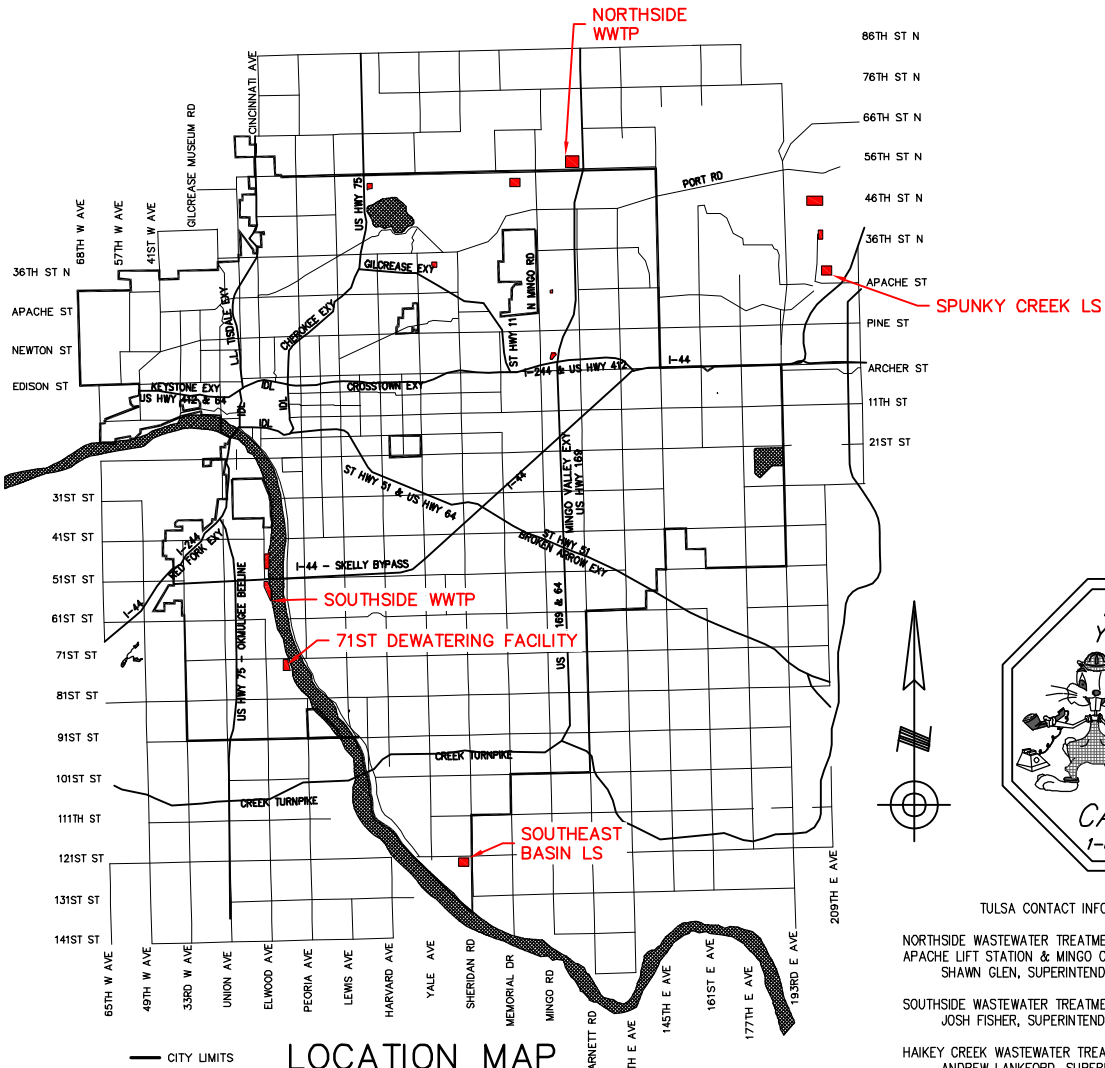 NORTHSIDE
WWTP
CINCINNATI AVE
GILCREASE MUSEUM RD
68TH W AVE
57TH W AVE
41ST W AVE
86TH ST N
76TH ST N
66TH ST N
56TH ST N
46TH ST N
36TH ST N
APACHE ST
PINE ST
ARCHER ST
11TH ST
21ST ST
SPUNKY CREEK LS
PORT RD
US HWY 75
GILCREASE EXY
N MINGO RD
ST HWY 11
L.L. TISDALE EXY
CHEROKEE EXY
36TH ST N
APACHE ST
NEWTON ST
EDISON ST
KEYSTONE EXY
US HWY 412 & 64
IDL
IDL
IDL
IDL
CROSSTOWN EXY
I-244 & US HWY 412
I-44
ST HWY 51 & US HWY 64
I-44
MINGO VALLEY EXY
US HWY 169
ST HWY 51
BROKEN ARROW EXY
I-244
RED FORK EXY
I-44
I-44 - SKELLY BYPASS
31ST ST
41ST ST
51ST ST
61ST ST
71ST ST
81ST ST
91ST ST
101ST ST
111TH ST
121ST ST
131ST ST
141ST ST
SOUTHSIDE WWTP
71ST DEWATERING FACILITY
US HWY 75 - OKMULGEE BEELINE
US 169 & 64
CREEK TURNPIKE
CREEK TURNPIKE
SOUTHEAST
BASIN LS
65TH W AVE
49TH W AVE
33RD W AVE
UNION AVE
ELWOOD AVE
PEORIA AVE
LEWIS AVE
HARVARD AVE
YALE AVE
SHERIDAN RD
MEMORIAL DR
MINGO RD
145TH E AVE
161ST E AVE
177TH E AVE
193RD E AVE
209TH E AVE
CITY LIMITS
LOCATION MAP
N
1-
TULSA CONTACT INFO
NORTHSIDE WASTEWATER TREATME
APACHE LIFT STATION & MINGO C
SHAWN GLEN, SUPERINTEND
SOUTHSIDE WASTEWATER TREATME
JOSH FISHER, SUPERINTEND
HAIKEY CREEK WASTEWATER TREA